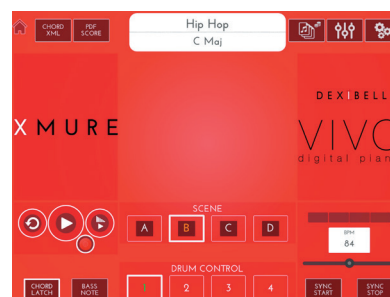 CHORD
XML
PDF
SCORE
Hip Hop
C Maj
XMURE
DEXIBELL
VIVO
digital pian
SCENE
A B C D
BPM
84
DRUM CONTROL
1 2 3 4
CHORD
LATCH
BASS
NOTE
SYNC
START
SYNC
STOP